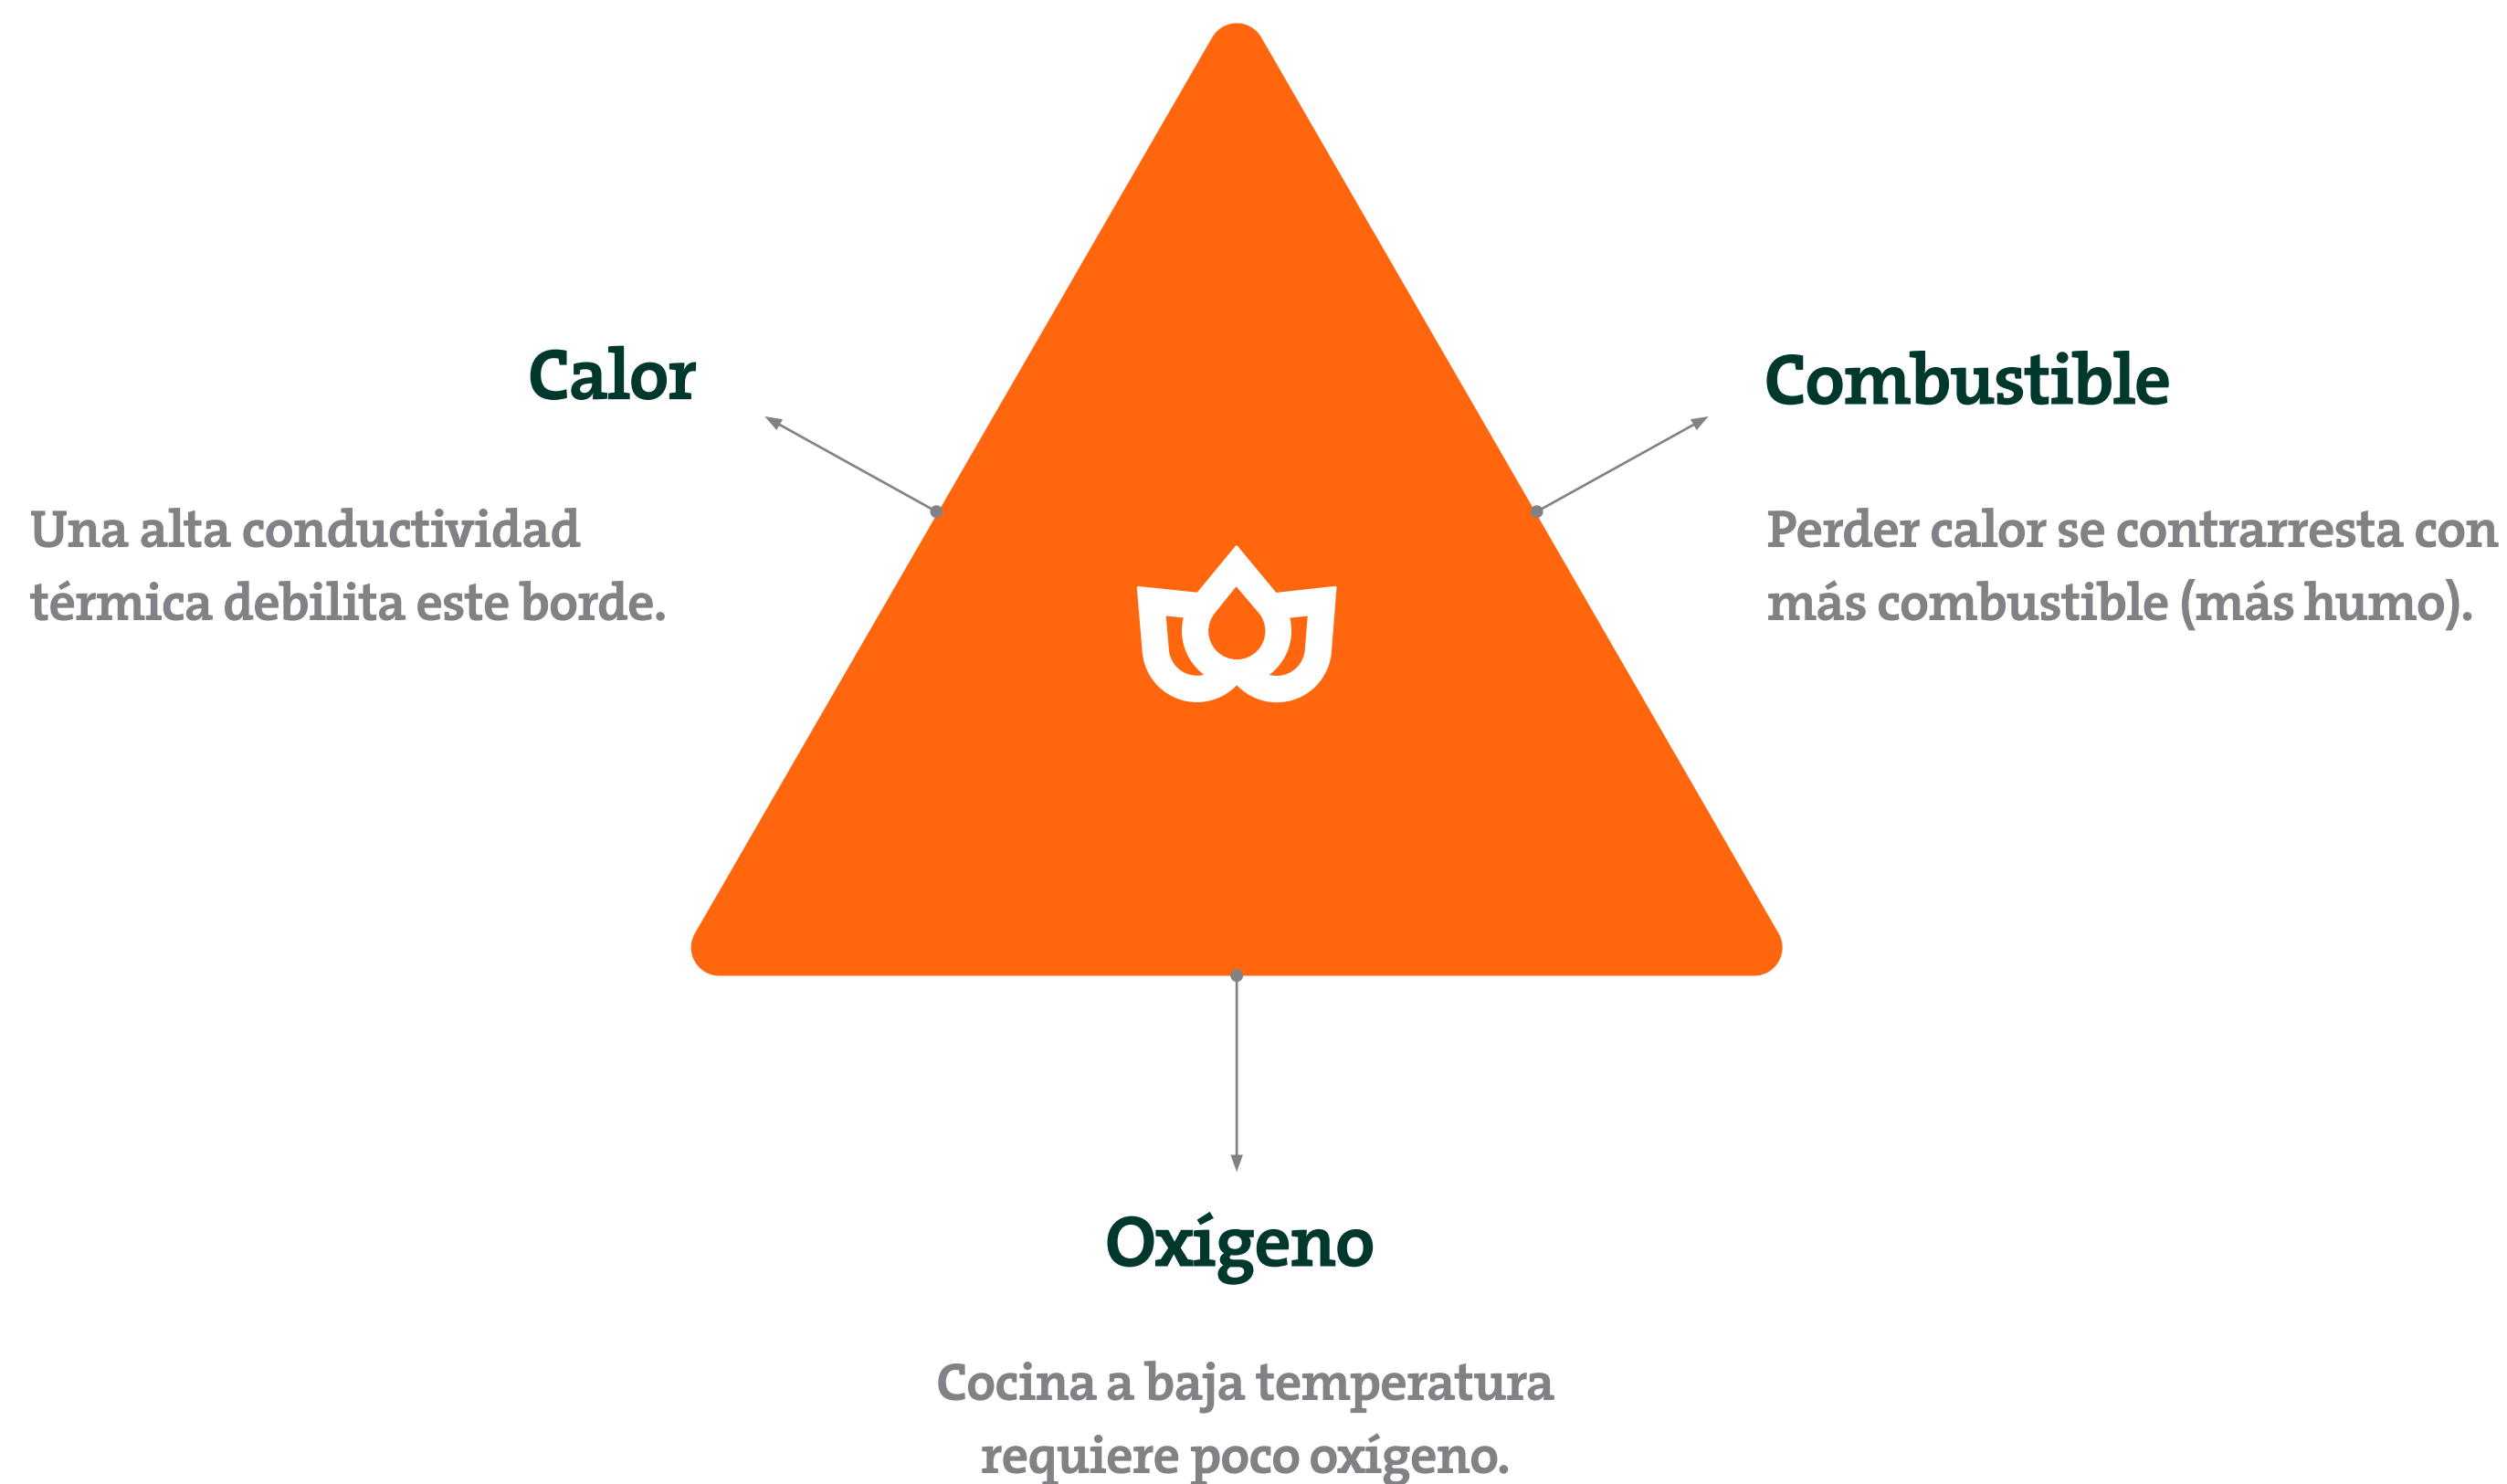 Calor
Una alta conductividad
térmica debilita este borde.
Combustible
Perder calor se contrarresta con
más combustible (más humo).
Oxígeno
Cocina a baja temperatura
requiere poco oxígeno.